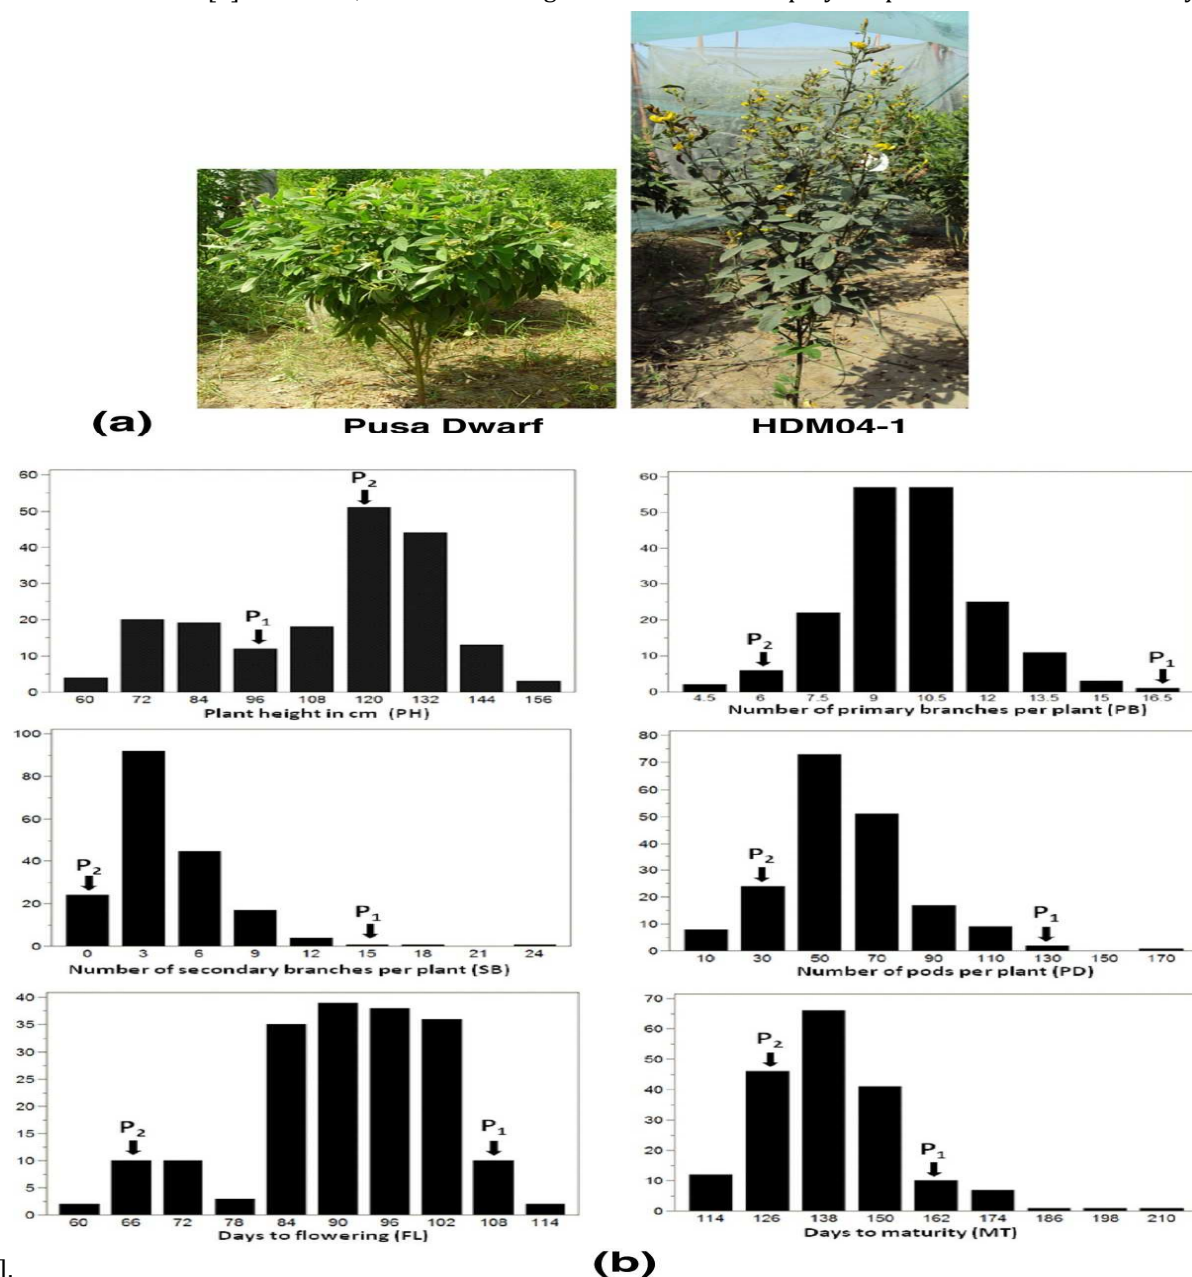 Pusa Dwarf
HDM04-1
(a)
60
50
40
30
20
10
0
P1
P2
60 72 84 96 108 120 132 144 156
Plant height in cm (PH)
60
50
40
30
20
10
0
P2
P1
4.5 6 7.5 9 10.5 12 13.5 15 16.5
Number of primary branches per plant (PB)
100
80
60
40
20
0
P2
P1
0 3 6 9 12 15 18 21 24
Number of secondary branches per plant (SB)
80
70
60
50
40
30
20
10
0
P2
P1
10 30 50 70 90 110 130 150 170
Number of pods per plant (PD)
40
35
30
25
20
15
10
5
0
P2
P1
60 66 72 78 84 90 96 102 108 114
Days to flowering (FL)
70
60
50
40
30
20
10
0
P2
P1
114 126 138 150 162 174 186 198 210
Days to maturity (MT)
(b)
].